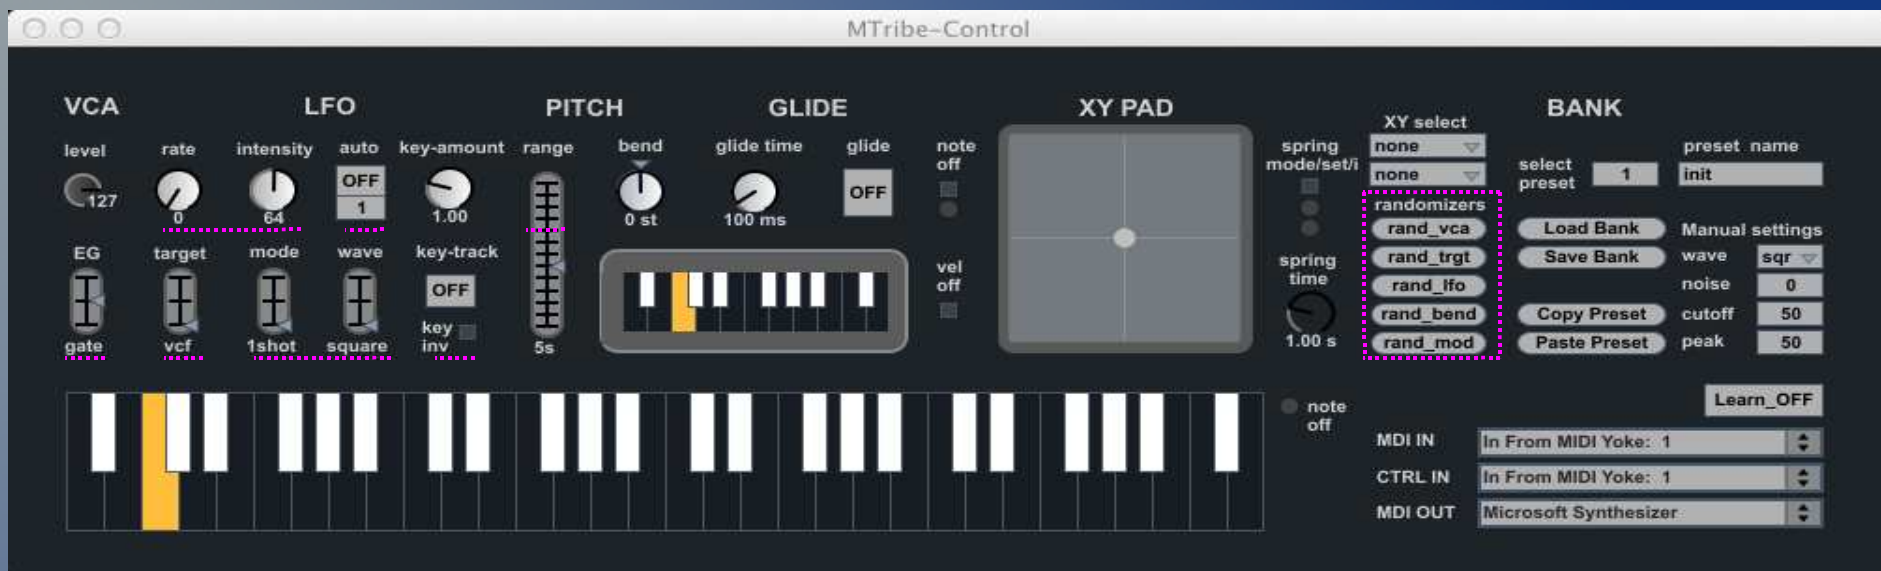 MTribe-Control
VCA
LFO
PITCH
GLIDE
XY PAD
BANK
level
127
rate
0
intensity
64
auto
OFF
1
key-amount
1.00
range
5s
bend
0 st
glide time
100 ms
glide
OFF
note
off
vel
off
EG
gate
target
vcf
mode
1shot
wave
square
key-track
OFF
key
inv
spring
mode/set/i
spring
time
1.00 s
XY select
none
none
randomizers
rand_vca
rand_trgt
rand_lfo
rand_bend
rand_mod
select
preset
1
preset name
init
Load Bank
Save Bank
Copy Preset
Paste Preset
Manual settings
wave
sqr
noise
0
cutoff
50
peak
50
note
off
Learn_OFF
MDI IN
In From MIDI Yoke: 1
CTRL IN
In From MIDI Yoke: 1
MDI OUT
Microsoft Synthesizer